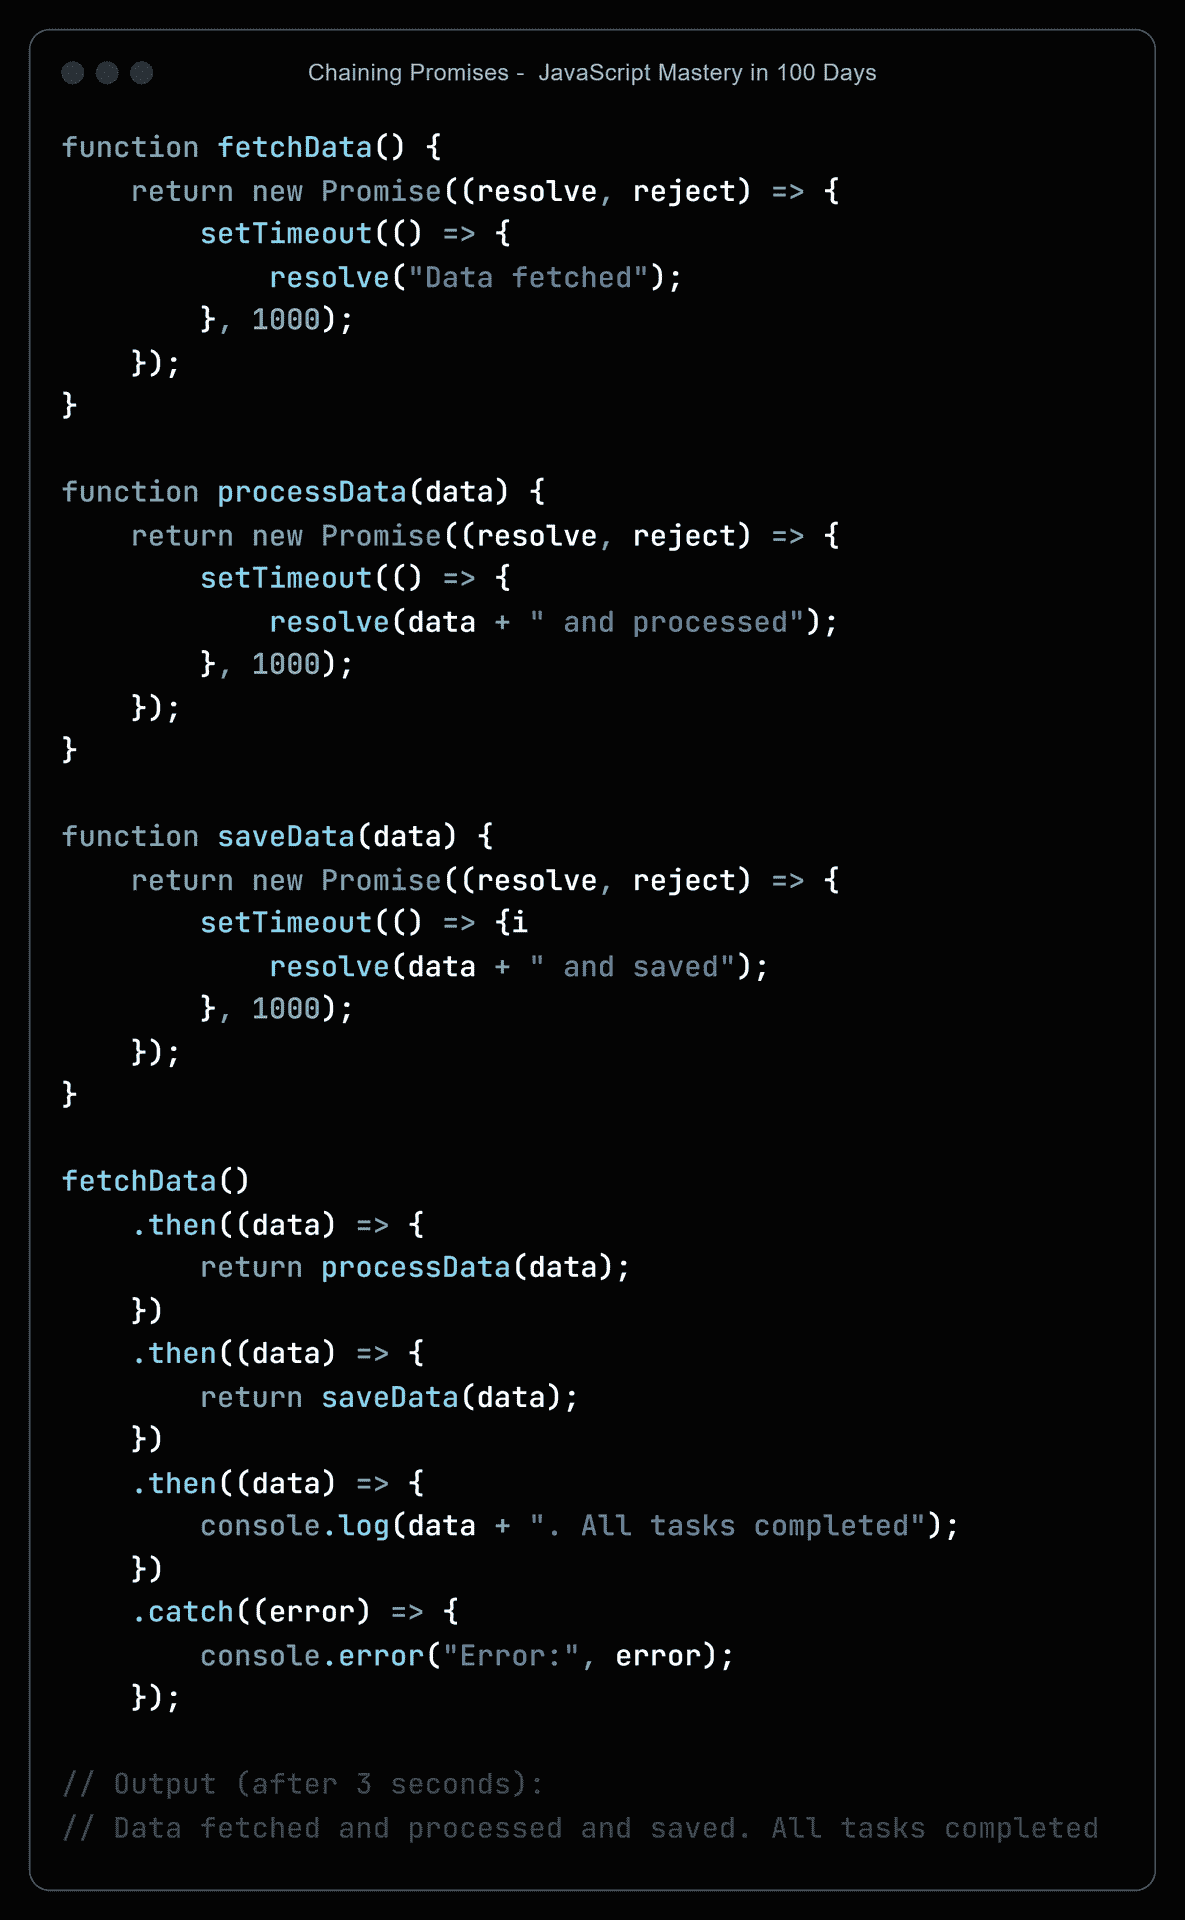 Chaining Promises -  JavaScript Mastery in 100 Days
function fetchData() {
    return new Promise((resolve, reject) => {
        setTimeout(() => {
            resolve("Data fetched");
        }, 1000);
    });
}

function processData(data) {
    return new Promise((resolve, reject) => {
        setTimeout(() => {
            resolve(data + " and processed");
        }, 1000);
    });
}

function saveData(data) {
    return new Promise((resolve, reject) => {
        setTimeout(() => {i
            resolve(data + " and saved");
        }, 1000);
    });
}

fetchData()
    .then((data) => {
        return processData(data);
    })
    .then((data) => {
        return saveData(data);
    })
    .then((data) => {
        console.log(data + ". All tasks completed");
    })
    .catch((error) => {
        console.error("Error:", error);
    });

// Output (after 3 seconds):
// Data fetched and processed and saved. All tasks completed